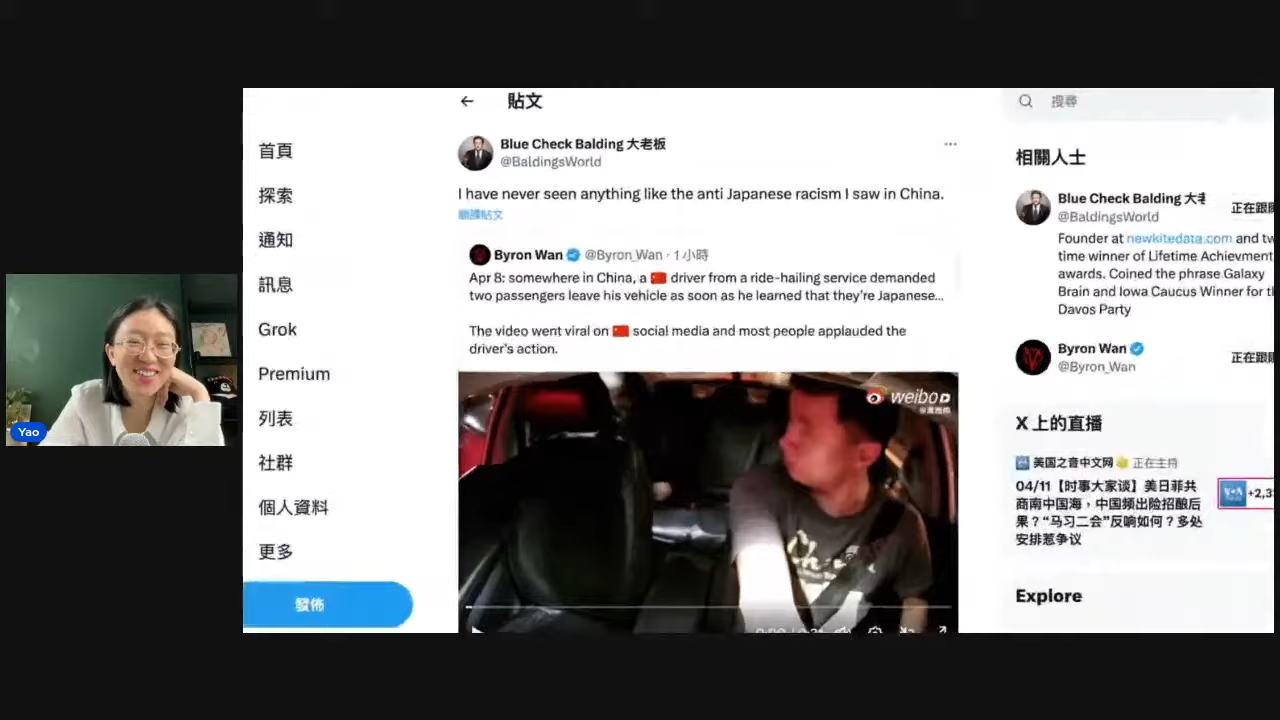 Yao
首頁
探索
通知
訊息
Grok
Premium
列表
社群
個人資料
更多
發佈
貼文
Blue Check Balding 大老板
@BaldingsWorld
I have never seen anything like the anti Japanese racism I saw in China.
翻譯貼文
Byron Wan @Byron_Wan · 1 小時
Apr 8: somewhere in China, a 🇨🇳 driver from a ride-hailing service demanded
two passengers leave his vehicle as soon as he learned that they're Japanese...
The video went viral on 🇨🇳 social media and most people applauded the
driver's action.
weibo
搜尋
相關人士
Blue Check Balding 大老
@BaldingsWorld
正在跟隨
Founder at newkitedata.com and tw
time winner of Lifetime Achievment
awards. Coined the phrase Galaxy
Brain and Iowa Caucus Winner for t
Davos Party
Byron Wan
@Byron_Wan
正在跟隨
X 上的直播
美国之音中文网 正在主持
04/11【时事大家谈】美日菲共
商南中国海，中国频出险招酿后
果？“马习二会”反响如何？多处
安排惹争议
VOA
+2,3
Explore